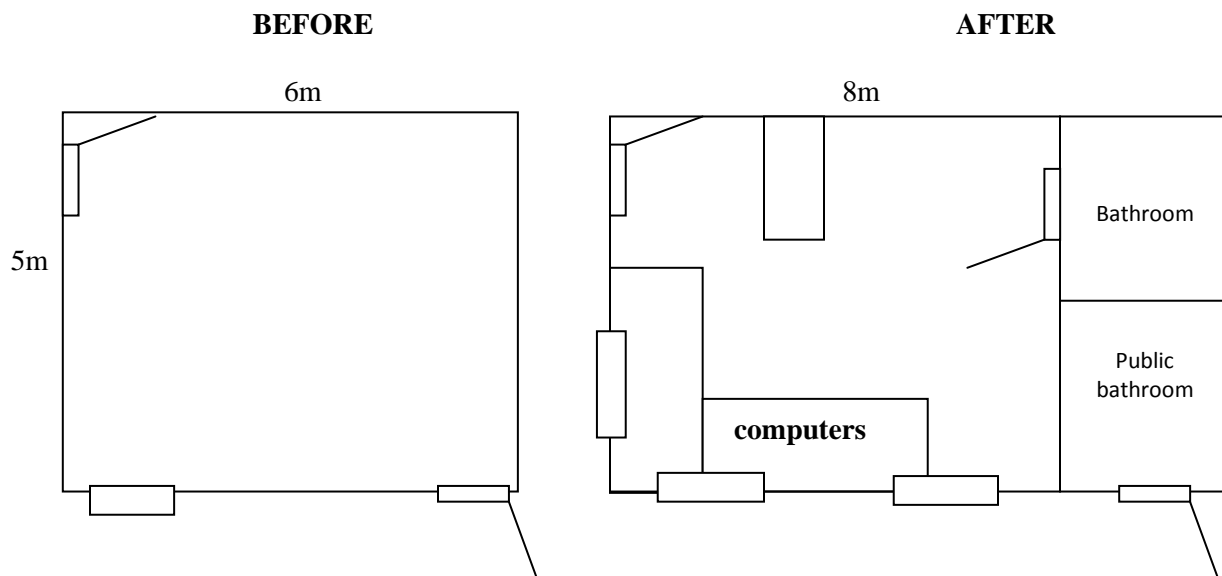 BEFORE
AFTER
6m
8m
5m
Bathroom
Public
bathroom
computers